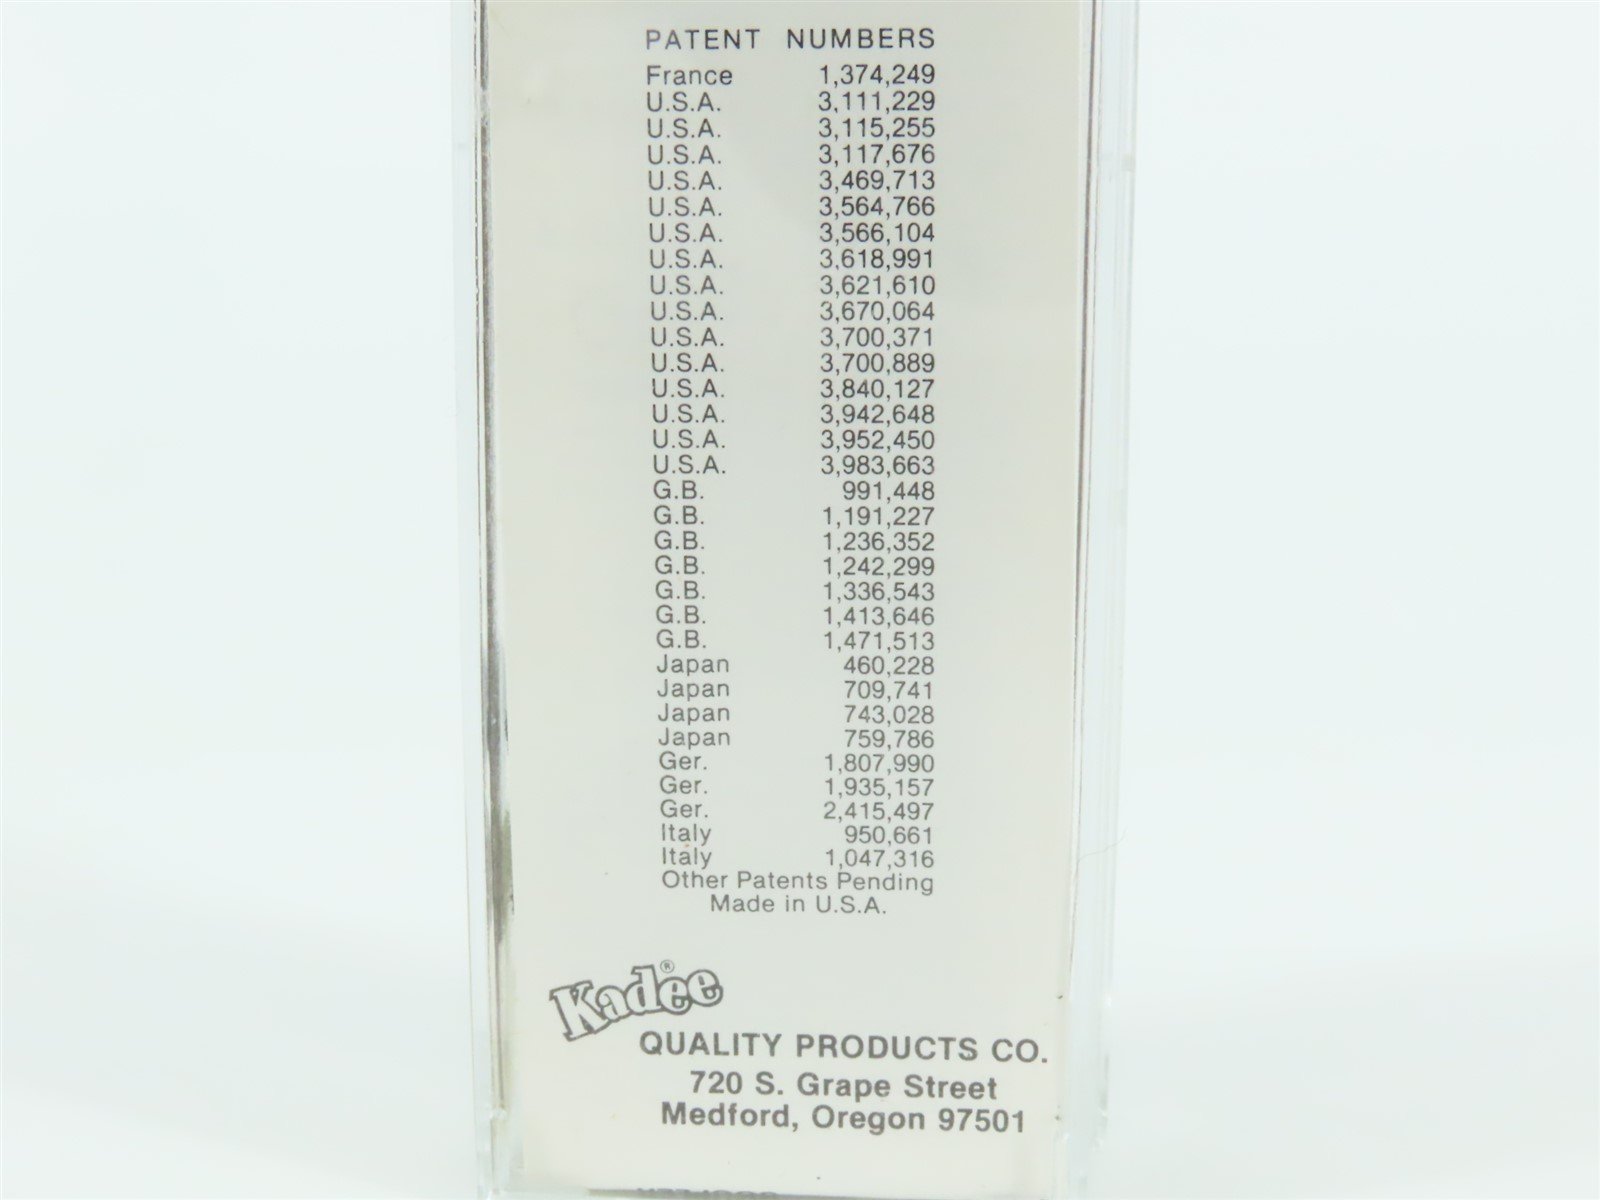 PATENT NUMBERS
France 1,374,249
U.S.A. 3,111,229
U.S.A. 3,115,255
U.S.A. 3,117,676
U.S.A. 3,469,713
U.S.A. 3,564,766
U.S.A. 3,566,104
U.S.A. 3,618,991
U.S.A. 3,621,610
U.S.A. 3,670,064
U.S.A. 3,700,371
U.S.A. 3,700,889
U.S.A. 3,840,127
U.S.A. 3,942,648
U.S.A. 3,952,450
U.S.A. 3,983,663
G.B. 991,448
G.B. 1,191,227
G.B. 1,236,352
G.B. 1,242,299
G.B. 1,336,543
G.B. 1,413,646
G.B. 1,471,513
Japan 460,228
Japan 709,741
Japan 743,028
Japan 759,786
Ger. 1,807,990
Ger. 1,935,157
Ger. 2,415,497
Italy 950,661
Italy 1,047,316
Other Patents Pending
Made in U.S.A.
Kadee®
QUALITY PRODUCTS CO.
720 S. Grape Street
Medford, Oregon 97501